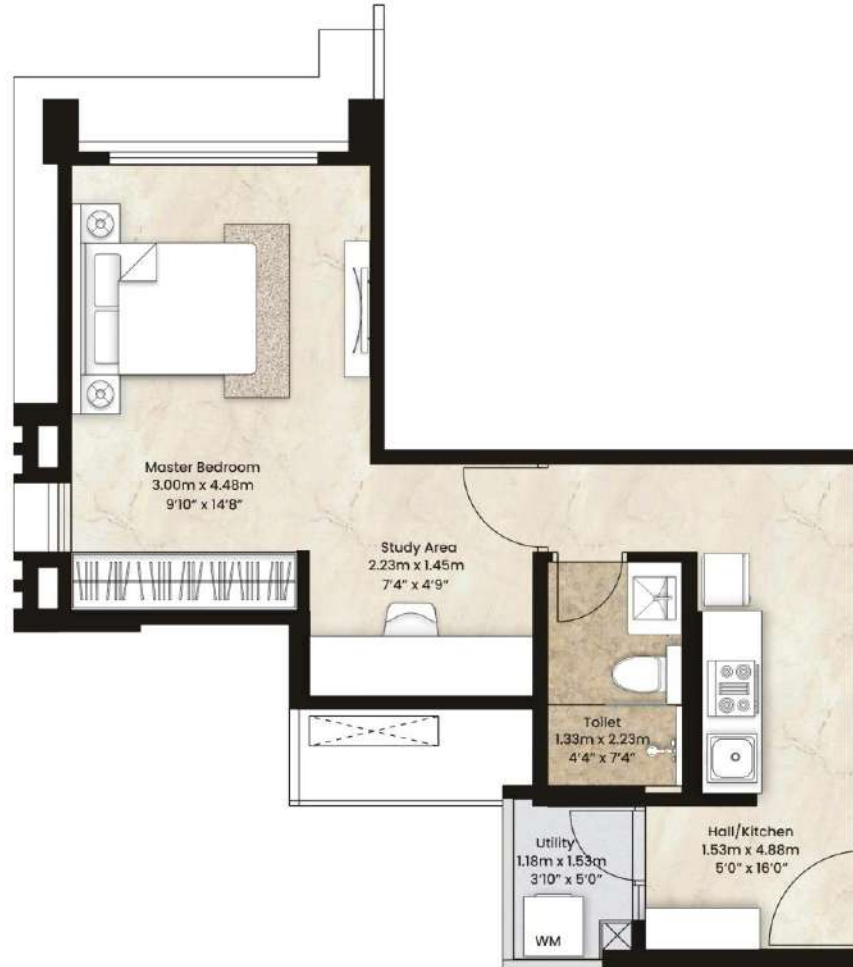 Master Bedroom
3.00m x 4.48m
9'10" x 14'8"
Study Area
2.23m x 1.45m
7'4" x 4'9"
Toilet
1.33m x 2.23m
4'4" x 7'4"
Utility
1.18m x 1.53m
3'10" x 5'0"
WM
Hall/Kitchen
1.53m x 4.88m
5'0" x 16'0"